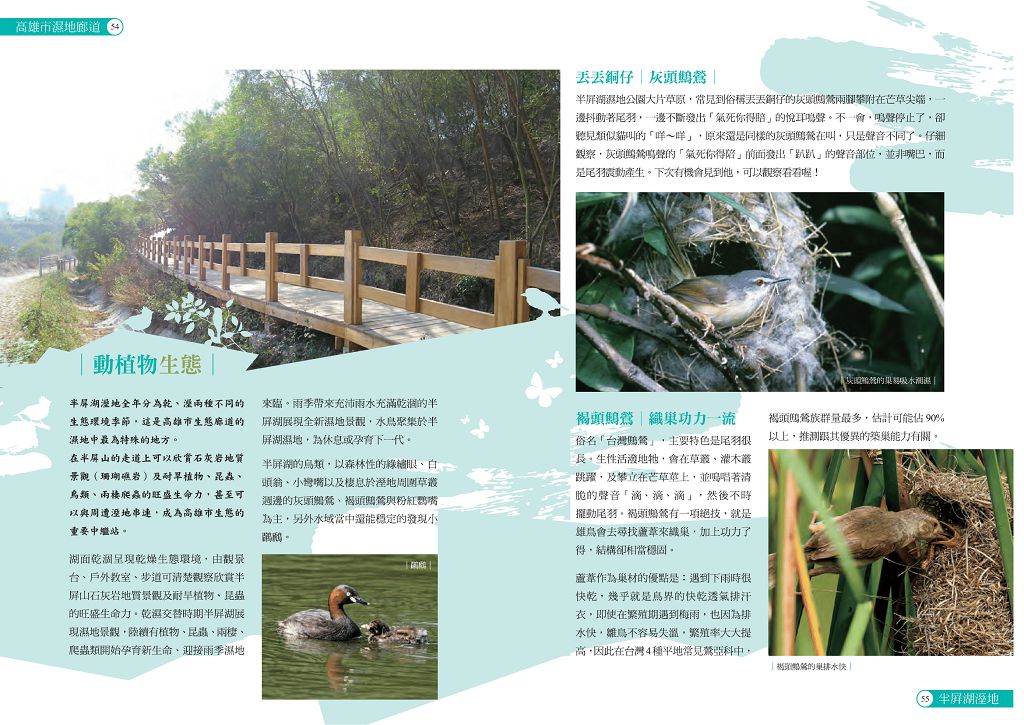 高雄市濕地廊道 54
動植物生態
半屏湖溼地全年分為乾、溼兩種不同的
生態環境季節，這是高雄市生態廊道的
濕地中最為特殊的地方。
在半屏山的走道上可以欣賞石灰岩地質
景觀（珊瑚礁岩）及耐旱植物、昆蟲、
鳥類、兩棲爬蟲的旺盛生命力，甚至可
以與周遭溼地串連，成為高雄市生態的
重要中繼站。
湖面乾涸呈現乾燥生態環境，由觀景
台、戶外教室、步道可清楚觀察欣賞半
屏山石灰岩地質景觀及耐旱植物、昆蟲
的旺盛生命力。乾濕交替時期半屏湖展
現濕地景觀，陸續有植物、昆蟲、兩棲、
爬蟲類開始孕育新生命、迎接雨季濕地
來臨。雨季帶來充沛雨水充滿乾涸的半
屏湖展現全新濕地景觀，水鳥聚集於半
屏湖濕地，為休息或孕育下一代。
半屏湖的鳥類，以森林性的綠繡眼、白
頭翁、小彎嘴以及棲息於溼地周圍草叢
週邊的灰頭鷦鶯、褐頭鷦鶯與粉紅鸚嘴
為主，另外水域當中還能穩定的發現小
鸊鷉。
鸊鷉
丟丟銅仔｜灰頭鷦鶯｜
半屏湖濕地公園大片草原，常見到俗稱丟丟銅仔的灰頭鷦鶯兩腳攀附在芒草尖端，一
邊抖動著尾羽，一邊不斷發出「氣死你得賠」的悅耳鳴聲。不一會，鳴聲停止了，卻
聽見類似貓叫的「咩～咩」，原來還是同樣的灰頭鷦鶯在叫，只是聲音不同了。仔細
觀察，灰頭鷦鶯鳴聲的「氣死你得陪」前面發出「趴趴」的聲音部位，並非嘴巴，而
是尾羽震動產生。下次有機會見到他，可以觀察看看喔！
灰頭鷦鶯的巢易吸水潮濕
褐頭鷦鶯｜織巢功力一流
俗名「台灣鷦鶯」，主要特色是尾羽很
長。生性活潑地牠，會在草叢、灌木叢
跳躍，及攀立在芒草莖上，並鳴唱著清
脆的聲音「滴、滴、滴」，然後不時
擺動尾羽。褐頭鷦鶯有一項絕技，就是
雄鳥會去尋找蘆葦來織巢，加上功力了
得，結構卻相當穩固。
蘆葦作為巢材的優點是：遇到下雨時很
快乾，幾乎就是鳥界的快乾透氣排汗
衣，即使在繁殖期遇到梅雨，也因為排
水快，雛鳥不容易失溫，繁殖率大大提
高，因此在台灣 4 種平地常見鶯亞科中，
褐頭鷦鶯族群量最多，估計可能佔 90%
以上，推測跟其優異的築巢能力有關。
褐頭鷦鶯的巢排水快
55 半屏湖溼地